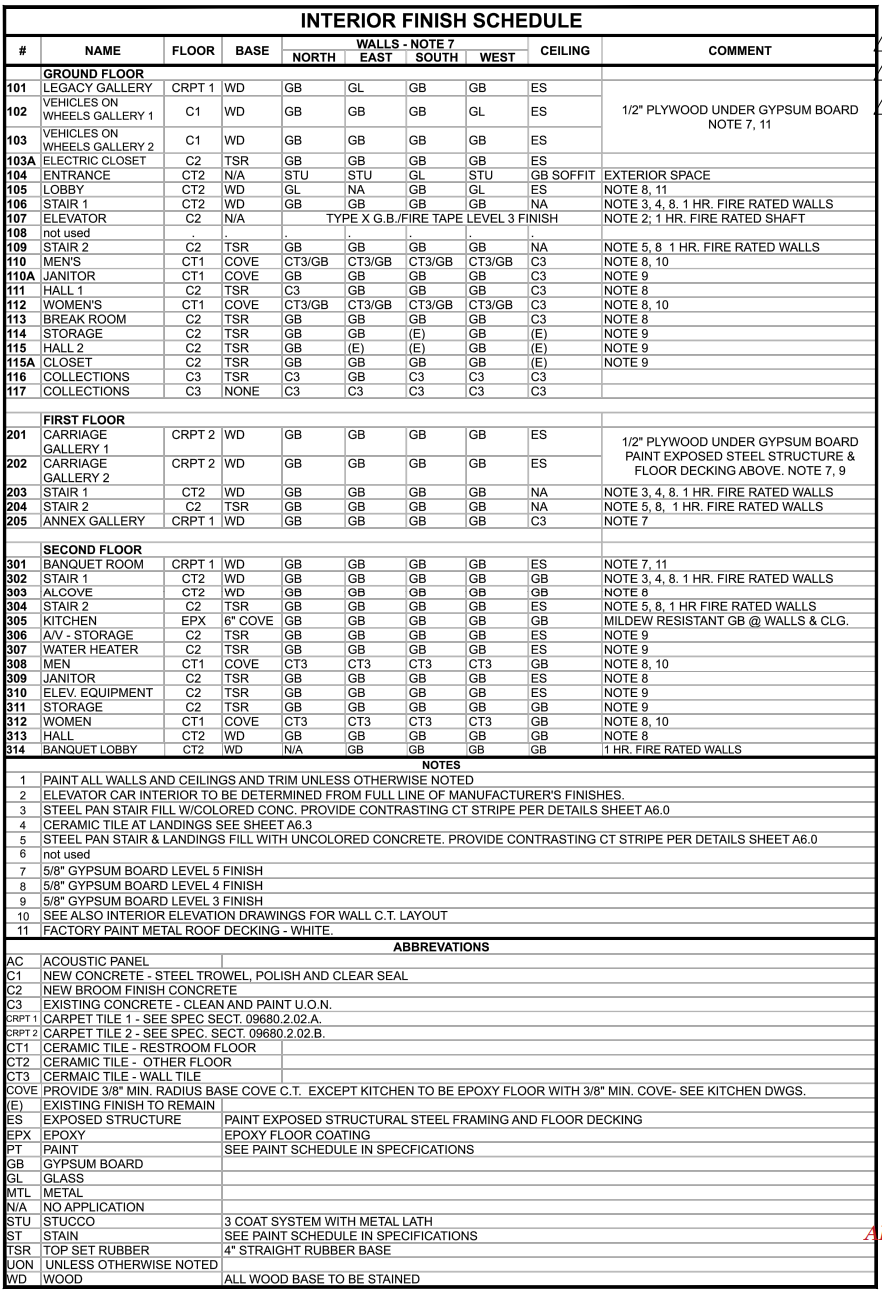 INTERIOR FINISH SCHEDULE
# NAME FLOOR BASE WALLS - NOTE 7 CEILING COMMENT
NORTH EAST SOUTH WEST
GROUND FLOOR
101 LEGACY GALLERY CRPT 1 WD GB GL GB GB ES
102 VEHICLES ON WHEELS GALLERY 1 C1 WD GB GB GB GL ES 1/2" PLYWOOD UNDER GYPSUM BOARD NOTE 7, 11
103 VEHICLES ON WHEELS GALLERY 2 C1 WD GB GB GB GB ES
103A ELECTRIC CLOSET C2 TSR GB GB GB GB ES
104 ENTRANCE CT2 N/A STU STU GL STU GB SOFFIT EXTERIOR SPACE
105 LOBBY CT2 WD GL NA GB GL ES NOTE 8, 11
106 STAIR 1 CT2 WD GB GB GB GB NA NOTE 3, 4, 8. 1 HR. FIRE RATED WALLS
107 ELEVATOR C2 N/A TYPE X G.B./FIRE TAPE LEVEL 3 FINISH NOTE 2; 1 HR. FIRE RATED SHAFT
108 not used . . . . . . .
109 STAIR 2 C2 TSR GB GB GB GB NA NOTE 5, 8 1 HR. FIRE RATED WALLS
110 MEN'S CT1 COVE CT3/GB CT3/GB CT3/GB CT3/GB C3 NOTE 8, 10
110A JANITOR CT1 COVE GB GB GB GB C3 NOTE 9
111 HALL 1 C2 TSR C3 GB GB GB C3 NOTE 8
112 WOMEN'S CT1 COVE CT3/GB CT3/GB CT3/GB CT3/GB C3 NOTE 8, 10
113 BREAK ROOM C2 TSR GB GB GB GB C3 NOTE 8
114 STORAGE C2 TSR GB GB (E) GB (E) NOTE 9
115 HALL 2 C2 TSR GB (E) (E) GB (E) NOTE 9
115A CLOSET C2 TSR GB GB GB GB (E) NOTE 9
116 COLLECTIONS C3 TSR C3 GB C3 C3 C3
117 COLLECTIONS C3 NONE C3 C3 C3 C3 C3
FIRST FLOOR
201 CARRIAGE GALLERY 1 CRPT 2 WD GB GB GB GB ES 1/2" PLYWOOD UNDER GYPSUM BOARD PAINT EXPOSED STEEL STRUCTURE & FLOOR DECKING ABOVE. NOTE 7, 9
202 CARRIAGE GALLERY 2 CRPT 2 WD GB GB GB GB ES
203 STAIR 1 CT2 WD GB GB GB GB NA NOTE 3, 4, 8. 1 HR. FIRE RATED WALLS
204 STAIR 2 C2 TSR GB GB GB GB NA NOTE 5, 8, 1 HR. FIRE RATED WALLS
205 ANNEX GALLERY CRPT 1 WD GB GB GB GB C3 NOTE 7
SECOND FLOOR
301 BANQUET ROOM CRPT 1 WD GB GB GB GB ES NOTE 7, 11
302 STAIR 1 CT2 WD GB GB GB GB GB NOTE 3, 4, 8. 1 HR. FIRE RATED WALLS
303 ALCOVE CT2 WD GB GB GB GB GB NOTE 8
304 STAIR 2 C2 TSR GB GB GB GB ES NOTE 5, 8, 1 HR FIRE RATED WALLS
305 KITCHEN EPX 6" COVE GB GB GB GB GB MILDEW RESISTANT GB @ WALLS & CLG.
306 A/V - STORAGE C2 TSR GB GB GB GB ES NOTE 9
307 WATER HEATER C2 TSR GB GB GB GB ES NOTE 9
308 MEN CT1 COVE CT3 CT3 CT3 CT3 GB NOTE 8, 10
309 JANITOR C2 TSR GB GB GB GB ES NOTE 8
310 ELEV. EQUIPMENT C2 TSR GB GB GB GB ES NOTE 9
311 STORAGE C2 TSR GB GB GB GB GB NOTE 9
312 WOMEN CT1 COVE CT3 CT3 CT3 CT3 GB NOTE 8, 10
313 HALL CT2 WD GB GB GB GB GB NOTE 8
314 BANQUET LOBBY CT2 WD N/A GB GB GB GB 1 HR. FIRE RATED WALLS
NOTES
1 PAINT ALL WALLS AND CEILINGS AND TRIM UNLESS OTHERWISE NOTED
2 ELEVATOR CAR INTERIOR TO BE DETERMINED FROM FULL LINE OF MANUFACTURER'S FINISHES.
3 STEEL PAN STAIR FILL W/COLORED CONC. PROVIDE CONTRASTING CT STRIPE PER DETAILS SHEET A6.0
4 CERAMIC TILE AT LANDINGS SEE SHEET A6.3
5 STEEL PAN STAIR & LANDINGS FILL WITH UNCOLORED CONCRETE. PROVIDE CONTRASTING CT STRIPE PER DETAILS SHEET A6.0
6 not used
7 5/8" GYPSUM BOARD LEVEL 5 FINISH
8 5/8" GYPSUM BOARD LEVEL 4 FINISH
9 5/8" GYPSUM BOARD LEVEL 3 FINISH
10 SEE ALSO INTERIOR ELEVATION DRAWINGS FOR WALL C.T. LAYOUT
11 FACTORY PAINT METAL ROOF DECKING - WHITE.
ABBREVATIONS
AC ACOUSTIC PANEL
C1 NEW CONCRETE - STEEL TROWEL, POLISH AND CLEAR SEAL
C2 NEW BROOM FINISH CONCRETE
C3 EXISTING CONCRETE - CLEAN AND PAINT U.O.N.
CRPT 1 CARPET TILE 1 - SEE SPEC SECT. 09680.2.02.A.
CRPT 2 CARPET TILE 2 - SEE SPEC. SECT. 09680.2.02.B.
CT1 CERAMIC TILE - RESTROOM FLOOR
CT2 CERAMIC TILE - OTHER FLOOR
CT3 CERMAIC TILE - WALL TILE
COVE PROVIDE 3/8" MIN. RADIUS BASE COVE C.T. EXCEPT KITCHEN TO BE EPOXY FLOOR WITH 3/8" MIN. COVE- SEE KITCHEN DWGS.
(E) EXISTING FINISH TO REMAIN
ES EXPOSED STRUCTURE PAINT EXPOSED STRUCTURAL STEEL FRAMING AND FLOOR DECKING
EPX EPOXY EPOXY FLOOR COATING
PT PAINT SEE PAINT SCHEDULE IN SPECFICATIONS
GB GYPSUM BOARD
GL GLASS
MTL METAL
N/A NO APPLICATION
STU STUCCO 3 COAT SYSTEM WITH METAL LATH
ST STAIN SEE PAINT SCHEDULE IN SPECIFICATIONS
TSR TOP SET RUBBER 4" STRAIGHT RUBBER BASE
UON UNLESS OTHERWISE NOTED
WD WOOD ALL WOOD BASE TO BE STAINED